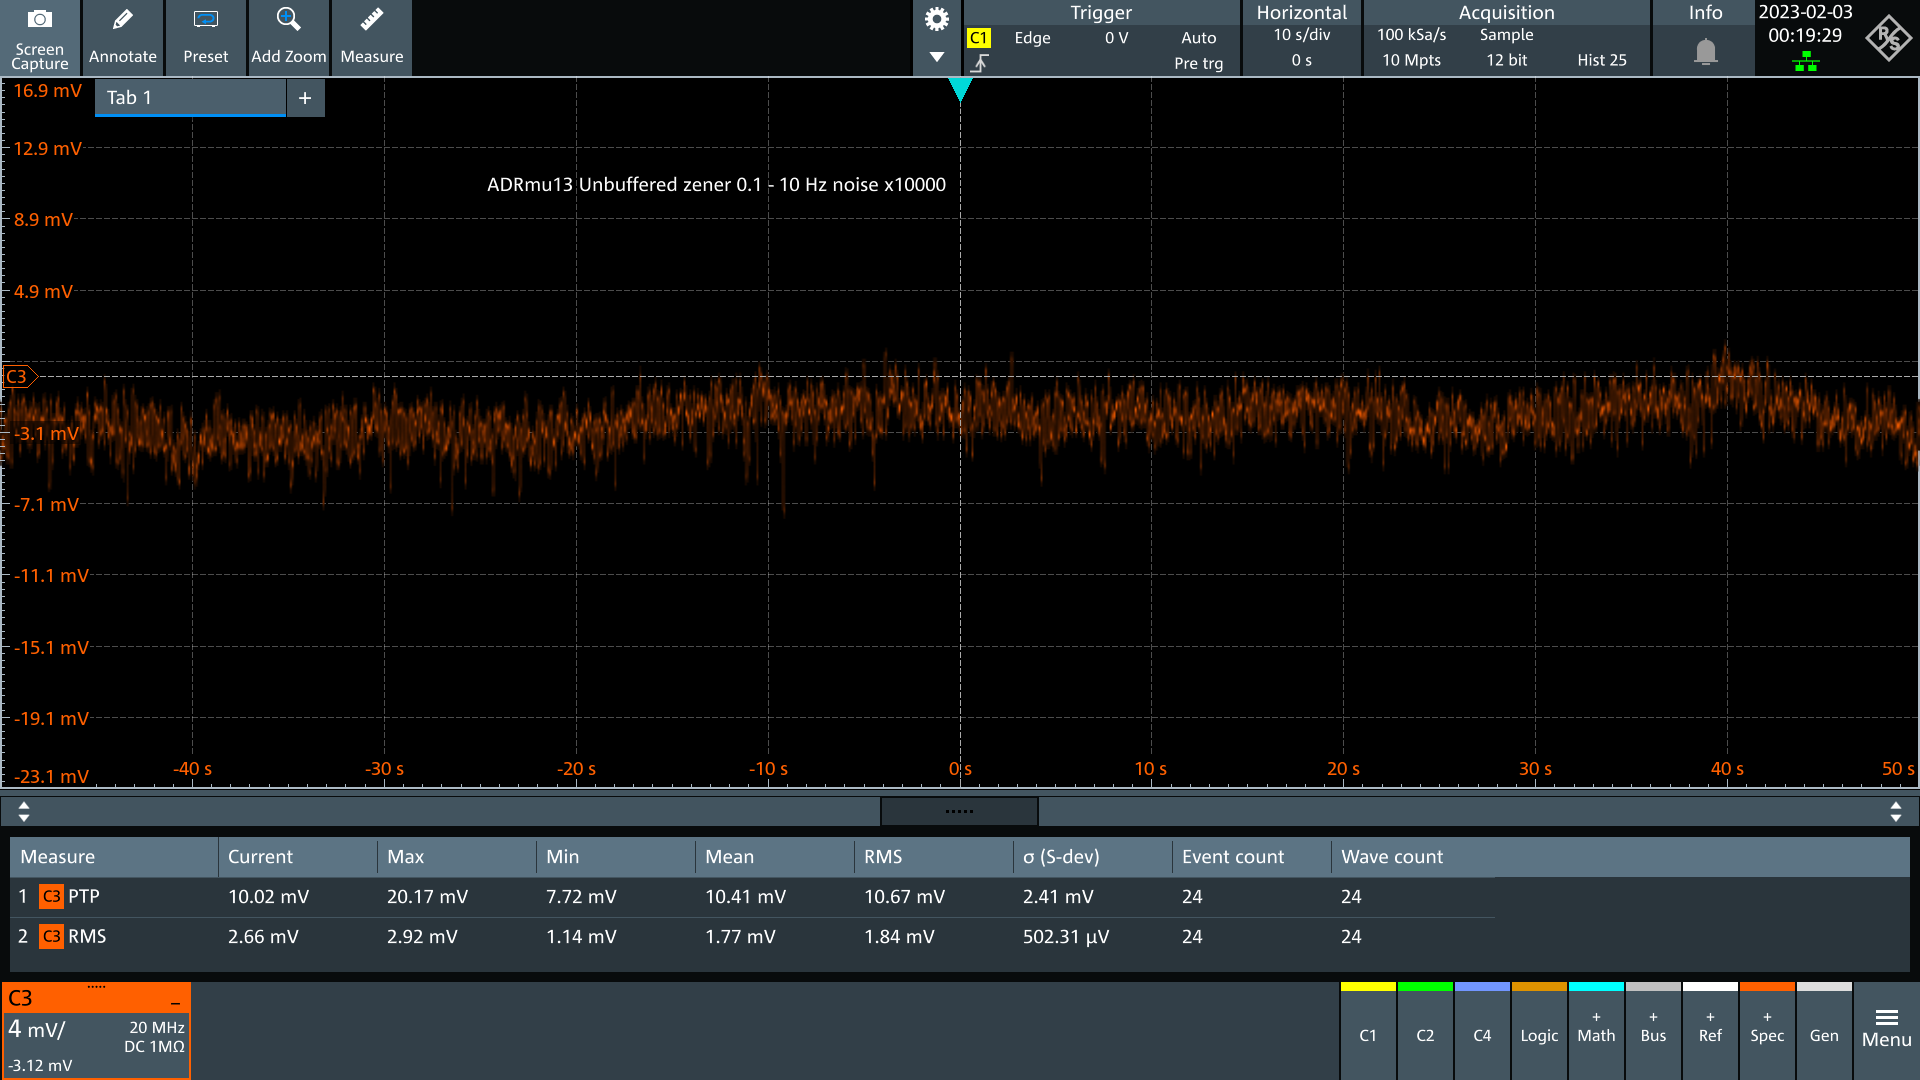 Screen Capture
Annotate
Preset
Add Zoom
Measure
Trigger
C1 Edge 0 V Auto
Pre trg
Horizontal
10 s/div
0 s
Acquisition
100 kSa/s Sample
10 Mpts 12 bit Hist 25
Info
2023-02-03
00:19:29
R S
Tab 1 +
ADRmu13 Unbuffered zener 0.1 - 10 Hz noise x10000
16.9 mV
12.9 mV
8.9 mV
4.9 mV
C3
-3.1 mV
-7.1 mV
-11.1 mV
-15.1 mV
-19.1 mV
-23.1 mV
-40 s -30 s -20 s -10 s 0 s 10 s 20 s 30 s 40 s 50 s
Measure Current Max Min Mean RMS σ (S-dev) Event count Wave count
1 C3 PTP 10.02 mV 20.17 mV 7.72 mV 10.41 mV 10.67 mV 2.41 mV 24 24
2 C3 RMS 2.66 mV 2.92 mV 1.14 mV 1.77 mV 1.84 mV 502.31 µV 24 24
C3
4 mV/ 20 MHz
DC 1MΩ
-3.12 mV
C1
C2
C4
Logic
+ Math
+ Bus
+ Ref
+ Spec
Gen
Menu